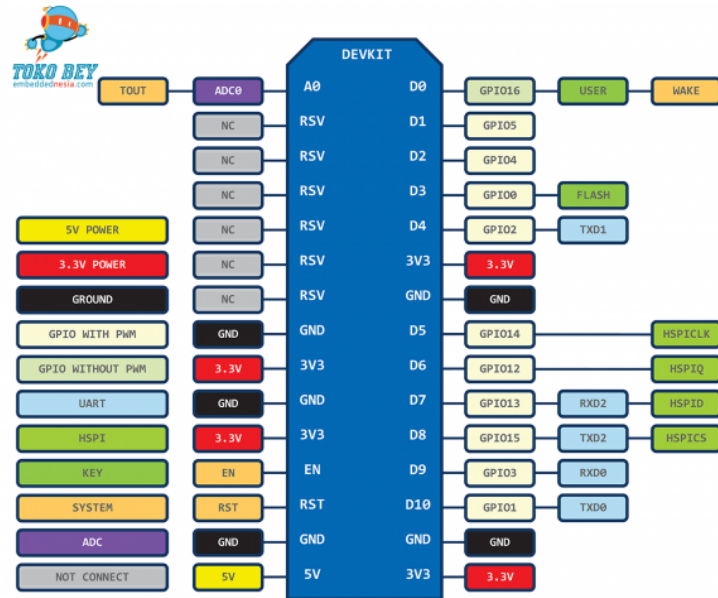 DEVKIT
TOKO BEY
embeddednesia.com
TOUT ADC0 A0 D0 GPIO16 USER WAKE
NC RSV D1 GPIO5
NC RSV D2 GPIO4
NC RSV D3 GPIO0 FLASH
5V POWER NC RSV D4 GPIO2 TXD1
3.3V POWER NC RSV 3V3 3.3V
GROUND NC RSV GND GND
GPIO WITH PWM GND GND D5 GPIO14 HSPICLK
GPIO WITHOUT PWM 3.3V 3V3 D6 GPIO12 HSPIQ
UART GND GND D7 GPIO13 RXD2 HSPID
HSPI 3.3V 3V3 D8 GPIO15 TXD2 HSPICS
KEY EN EN D9 GPIO3 RXD0
SYSTEM RST RST D10 GPIO1 TXD0
ADC GND GND GND GND
NOT CONNECT 5V 5V 3V3 3.3V